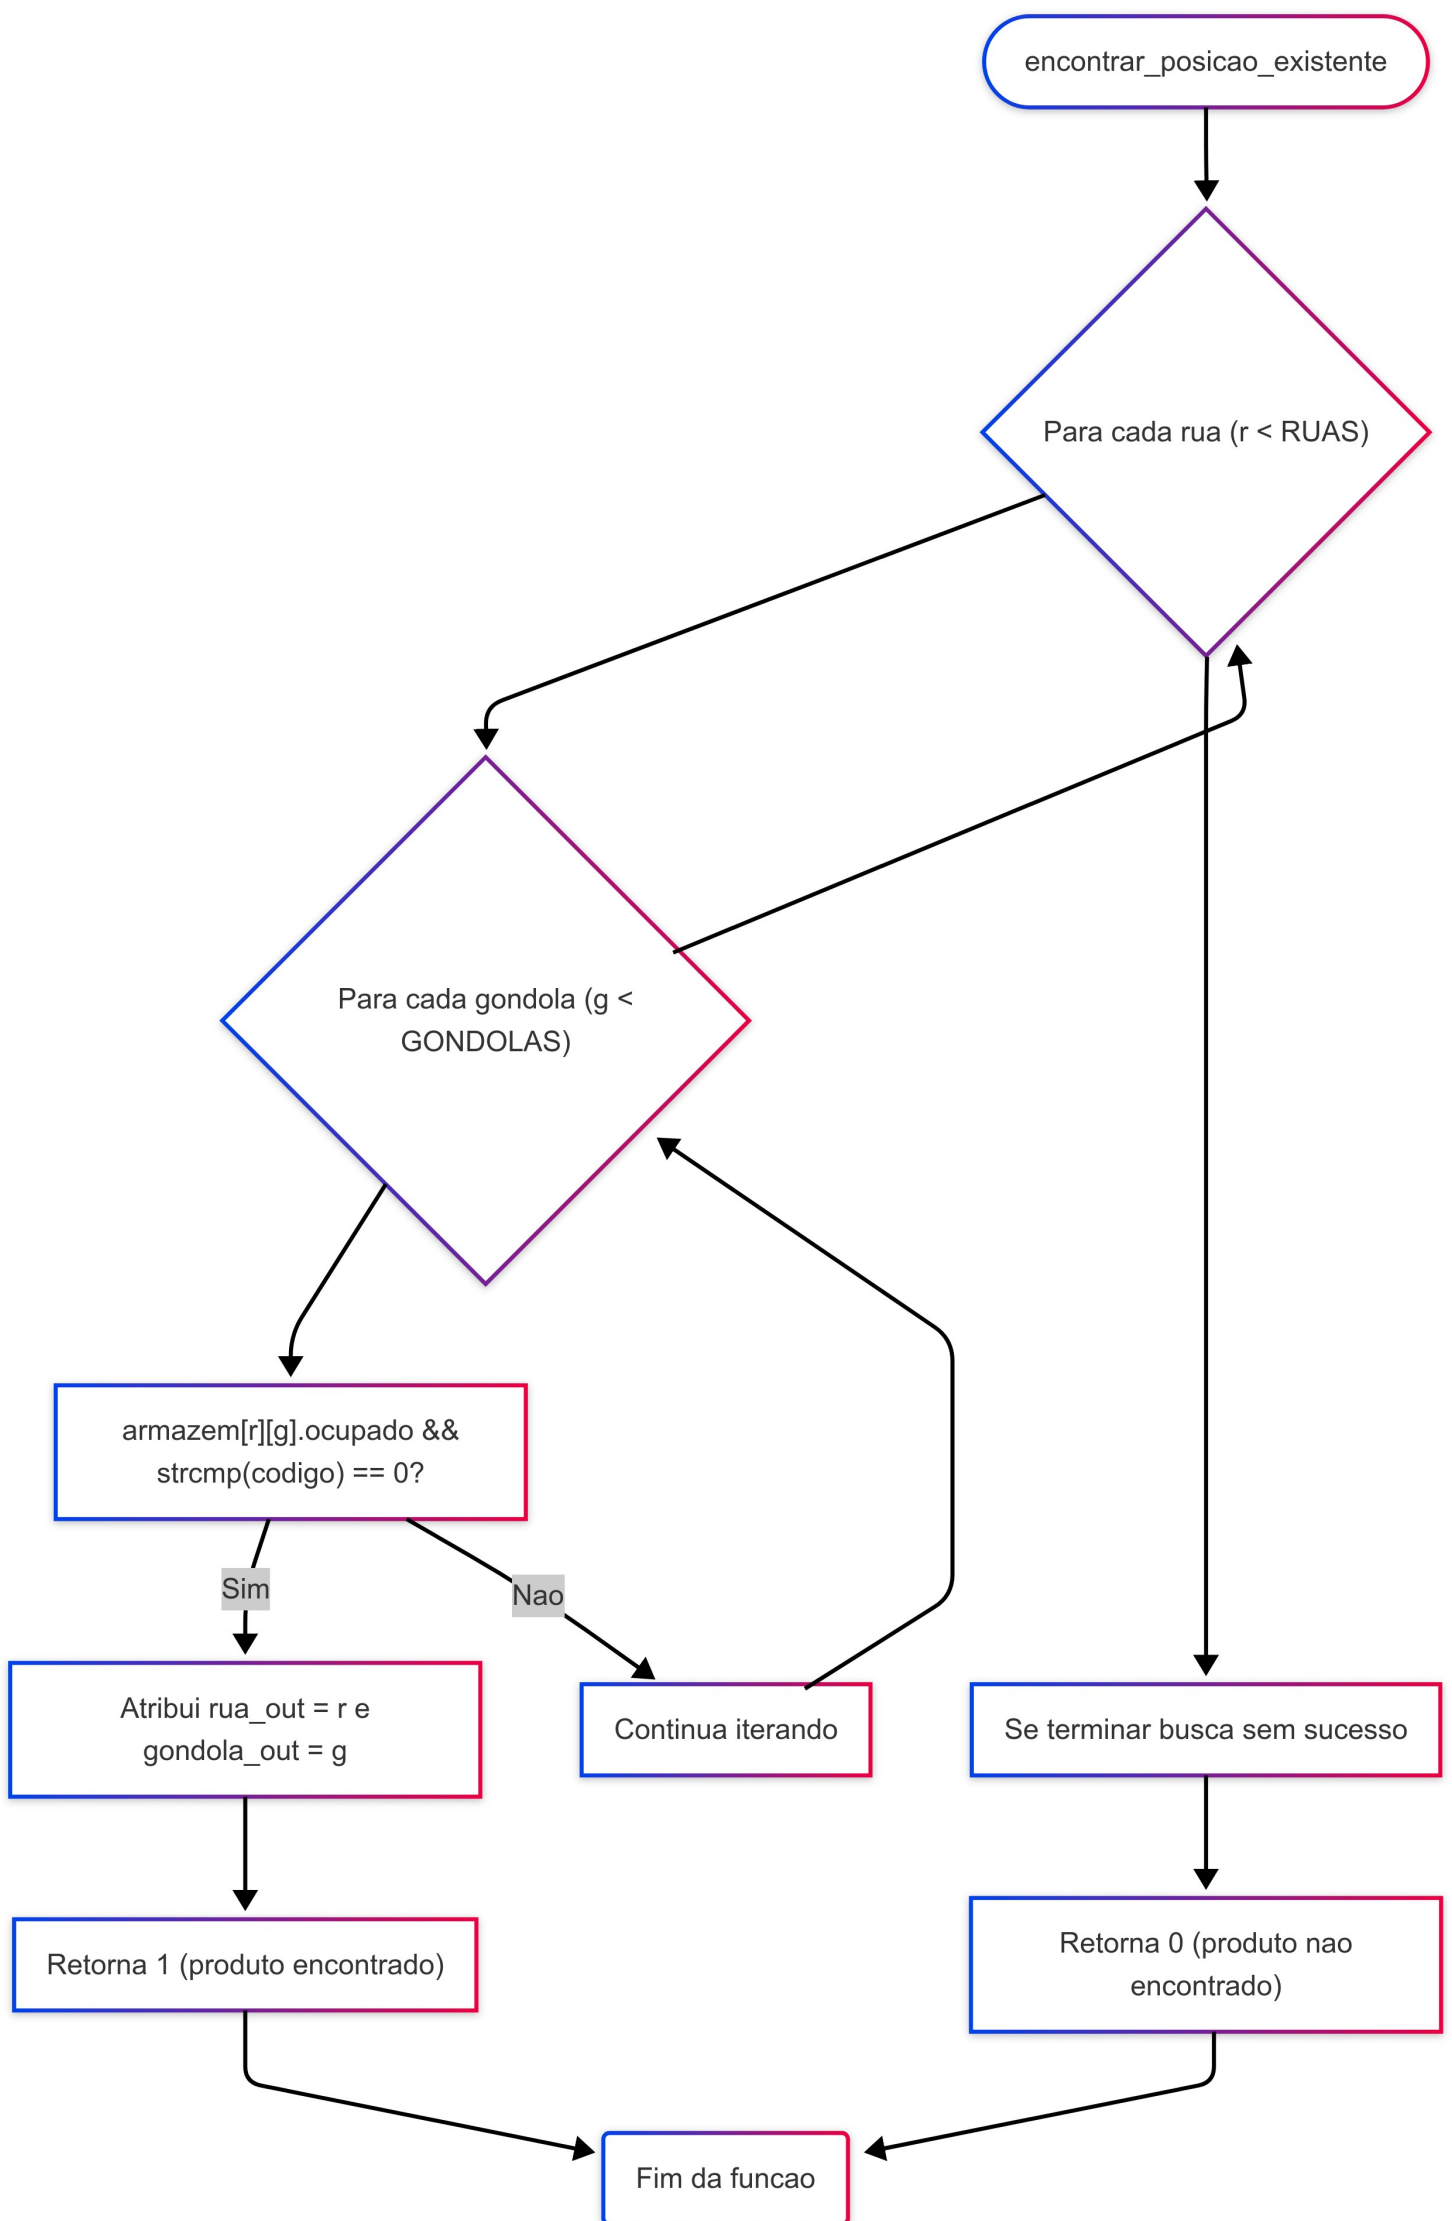 encontrar_posicao_existente
Para cada rua (r < RUAS)
Para cada gondola (g <
GONDOLAS)
armazem[r][g].ocupado &&
strcmp(codigo) == 0?
Sim
Nao
Atribui rua_out = r e
gondola_out = g
Continua iterando
Se terminar busca sem sucesso
Retorna 1 (produto encontrado)
Retorna 0 (produto nao
encontrado)
Fim da funcao